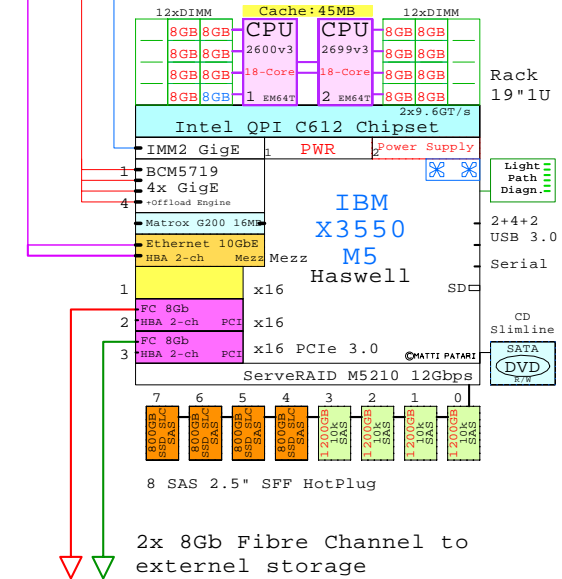 Cache:45MB
12xDIMM 12xDIMM
8GB 8GB CPU CPU 8GB 8GB
8GB 8GB 2600v3 2699v3 8GB 8GB
8GB 8GB 18-Core 18-Core 8GB 8GB
8GB 8GB 1 EM64T 2 EM64T 8GB 8GB
Rack
19"1U
2x9.6GT/s
Intel QPI C612 Chipset
IMM2 GigE 1 PWR 2 Power Supply
1 BCM5719
4x GigE
4 +Offload Engine
Light
Path
Diagn.
Matrox G200 16MB
IBM
X3550
M5
Haswell
2+4+2
USB 3.0
Ethernet 10GbE
HBA 2-ch Mezz Mezz
Serial
1 x16
SD
FC 8Gb
2 HBA 2-ch PCI x16
FC 8Gb
3 HBA 2-ch PCI x16 PCIe 3.0
©MATTI PATARI
CD
Slimline
SATA
DVD
R/W
ServeRAID M5210 12Gbps
7 6 5 4 3 2 1 0
800GB SSD SLC SAS
800GB SSD SLC SAS
800GB SSD SLC SAS
800GB SSD SLC SAS
1200GB 10k SAS
1200GB 10k SAS
1200GB 10k SAS
1200GB 10k SAS
8 SAS 2.5" SFF HotPlug
2x 8Gb Fibre Channel to
external storage